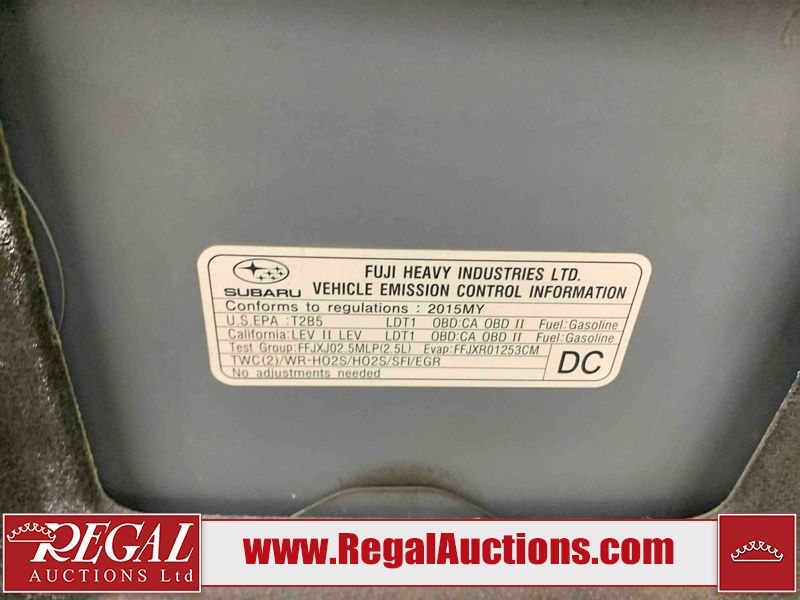 FUJI HEAVY INDUSTRIES LTD.
SUBARU
VEHICLE EMISSION CONTROL INFORMATION
Conforms to regulations : 2015MY
U.S.EPA :T2B5 LDT1 OBD:CA OBD II Fuel:Gasoline
California:LEV II LEV LDT1 OBD:CA OBD II Fuel:Gasoline
Test Group:FFJXJ02.5MLP(2.5L) Evap:FFJXR01253CM
TWC(2)/WR-HO2S/HO2S/SFI/EGR
No adjustments needed
DC
REGAL
AUCTIONS Ltd
www.RegalAuctions.com